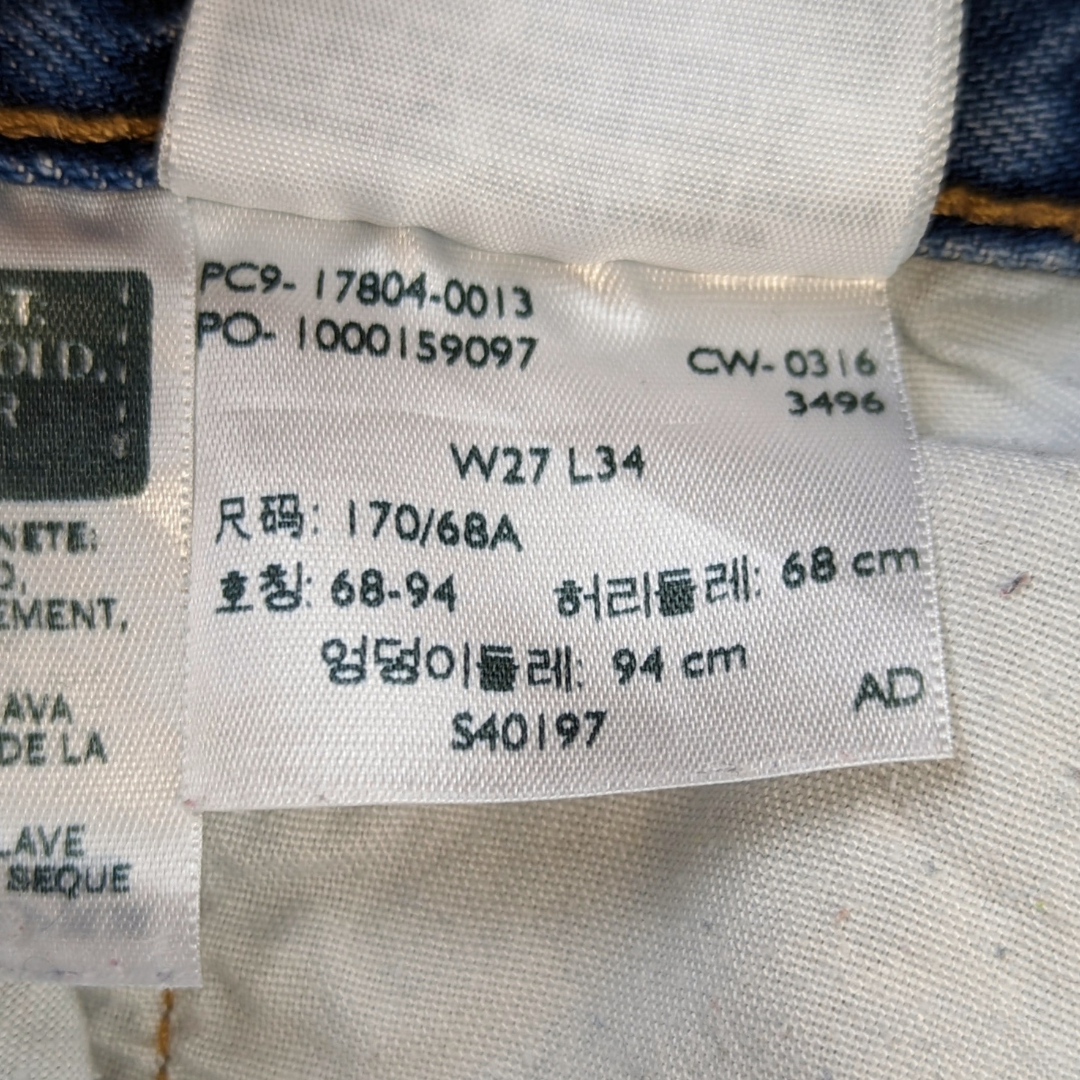 T.
OLD.
R
NETE:
EMENT,
AVA
DE LA
LAVE
SEQUE
PC9-17804-0013
PO-1000159097
CW-0316
3496
W27 L34
尺码: 170/68A
호칭: 68-94 허리둘레: 68 cm
엉덩이둘레: 94 cm
AD
S40197